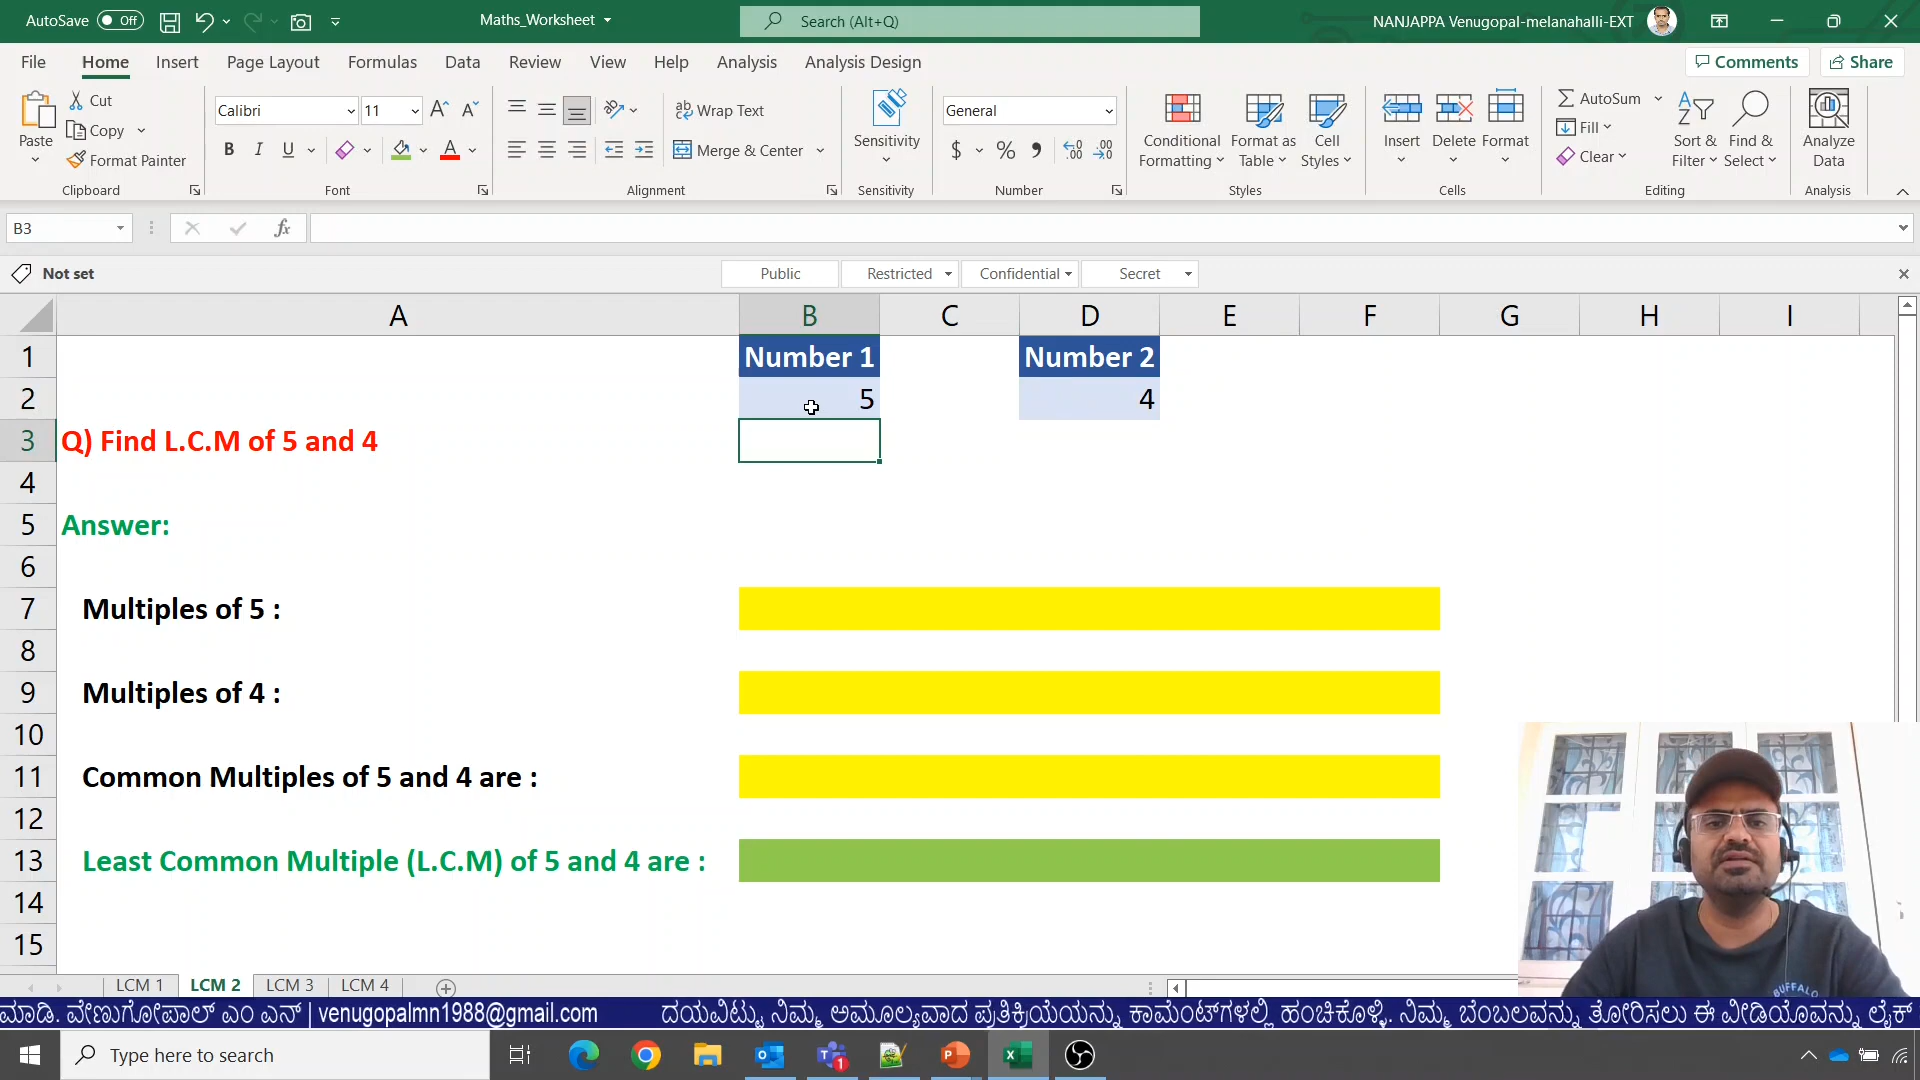 AutoSave Off Maths_Worksheet Search (Alt+Q) NANJAPPA Venugopal-melanahalli-EXT
File Home Insert Page Layout Formulas Data Review View Help Analysis Analysis Design Comments Share
Paste Cut Copy Format Painter Clipboard
Calibri 11 B I U A Font
Wrap Text Merge & Center Alignment
Sensitivity Sensitivity
General $ % Number
Conditional Formatting Format as Table Cell Styles Styles
Insert Delete Format Cells
AutoSum Fill Clear Sort & Filter Find & Select Editing
Analyze Data Analysis
B3 fx
Not set Public Restricted Confidential Secret
A B C D E F G H I
1 Number 1 Number 2
2 5 4
3 Q) Find L.C.M of 5 and 4
4
5 Answer:
6
7 Multiples of 5 :
8
9 Multiples of 4 :
10
11 Common Multiples of 5 and 4 are :
12
13 Least Common Multiple (L.C.M) of 5 and 4 are :
14
15
BUFFALO
LCM 1 LCM 2 LCM 3 LCM 4
ಮಾಡಿ. ವೇಣುಗೋಪಾಲ್ ಎಂ ಎನ್ | venugopalmn1988@gmail.com ದಯವಿಟ್ಟು ನಿಮ್ಮ ಅಮೂಲ್ಯವಾದ ಪ್ರತಿಕ್ರಿಯೆಯನ್ನು ಕಾಮೆಂಟ್‌ಗಳಲ್ಲಿ ಹಂಚಿಕೊಳ್ಳಿ. ನಿಮ್ಮ ಬೆಂಬಲವನ್ನು ತೋರಿಸಲು ಈ ವೀಡಿಯೊವನ್ನು ಲೈಕ್
Type here to search